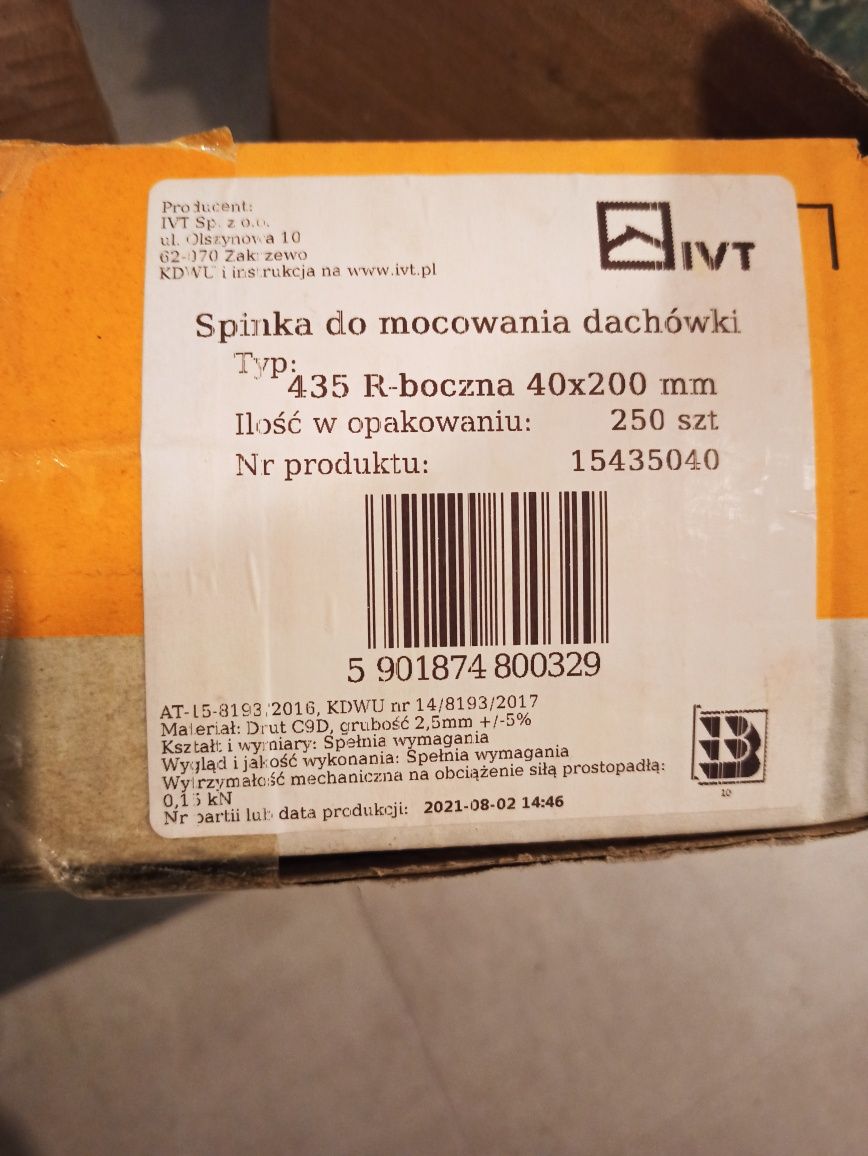 Producent:
IVT Sp. z o.o.
ul. Olszynowa 10
62-070 Zakrzewo
KDWU i instrukcja na www.ivt.pl
IVT
Spinka do mocowania dachówki
Typ:
435 R-boczna 40x200 mm
Ilość w opakowaniu: 250 szt
Nr produktu: 15435040
5 901874 800329
AT-15-8193/2016, KDWU nr 14/8193/2017
Materiał: Drut C9D, grubość 2,5mm +/-5%
Kształt i wymiary: Spełnia wymagania
Wygląd i jakość wykonania: Spełnia wymagania
Wytrzymałość mechaniczna na obciążenie siłą prostopadłą:
0,15 kN
Nr partii lub data produkcji: 2021-08-02 14:46
B
10